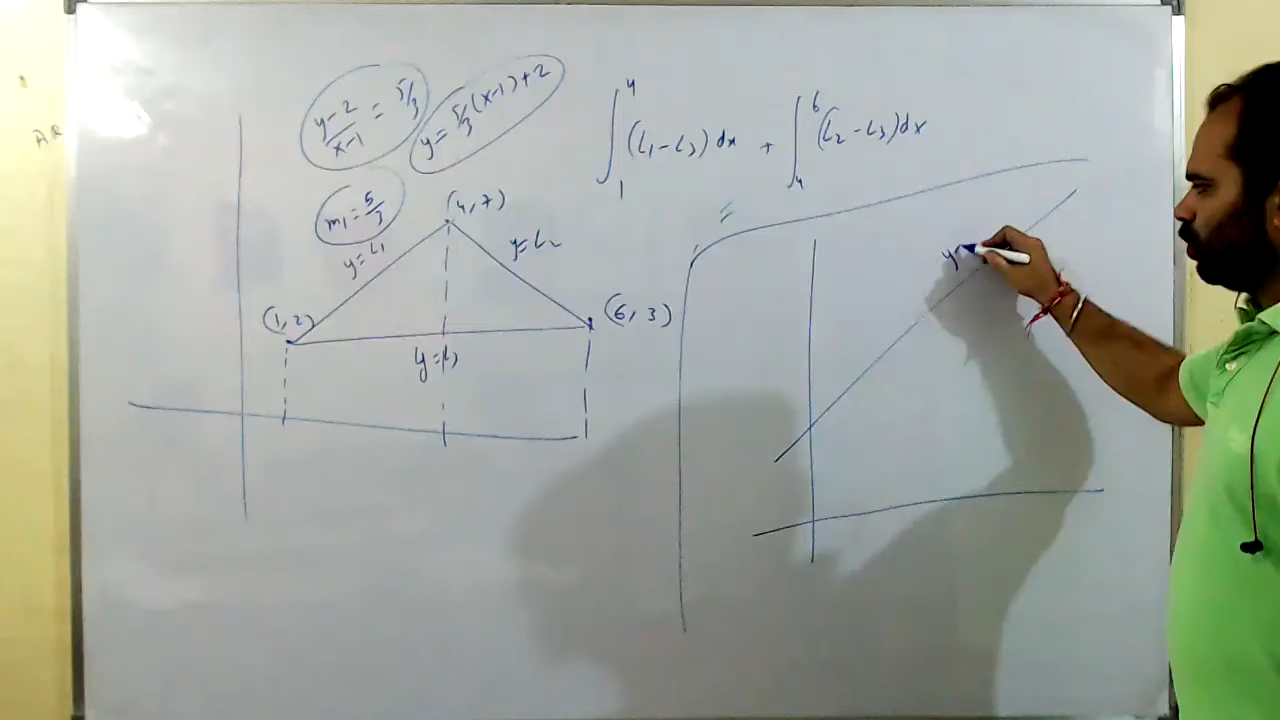 (y-2)/(x-1) = 5/3
y = 5/3 (x-1) + 2
∫₁⁴ (L₁-L₃) dx + ∫₄⁶ (L₂-L₃) dx
=
m₁ = 5/3
(4, 7)
y = L₁
y = L₂
(1, 2)
(6, 3)
y = L₃
y =